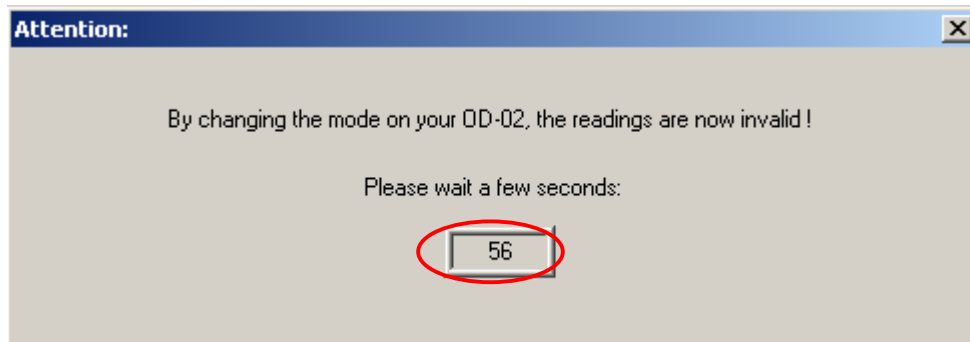 Attention:
By changing the mode on your OD-02, the readings are now invalid !
Please wait a few seconds:
56